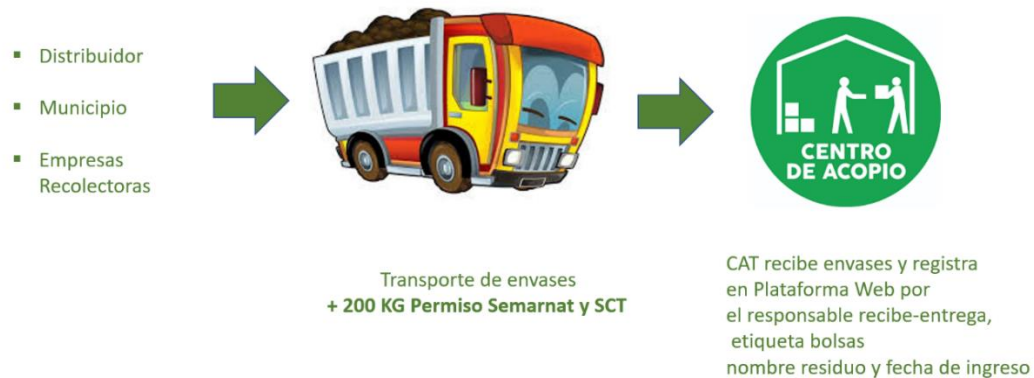 Distribuidor
Municipio
Empresas
Recolectoras
CENTRO
DE ACOPIO
Transporte de envases
+ 200 KG Permiso Semarnat y SCT
CAT recibe envases y registra
en Plataforma Web por
el responsable recibe-entrega,
etiqueta bolsas
nombre residuo y fecha de ingreso